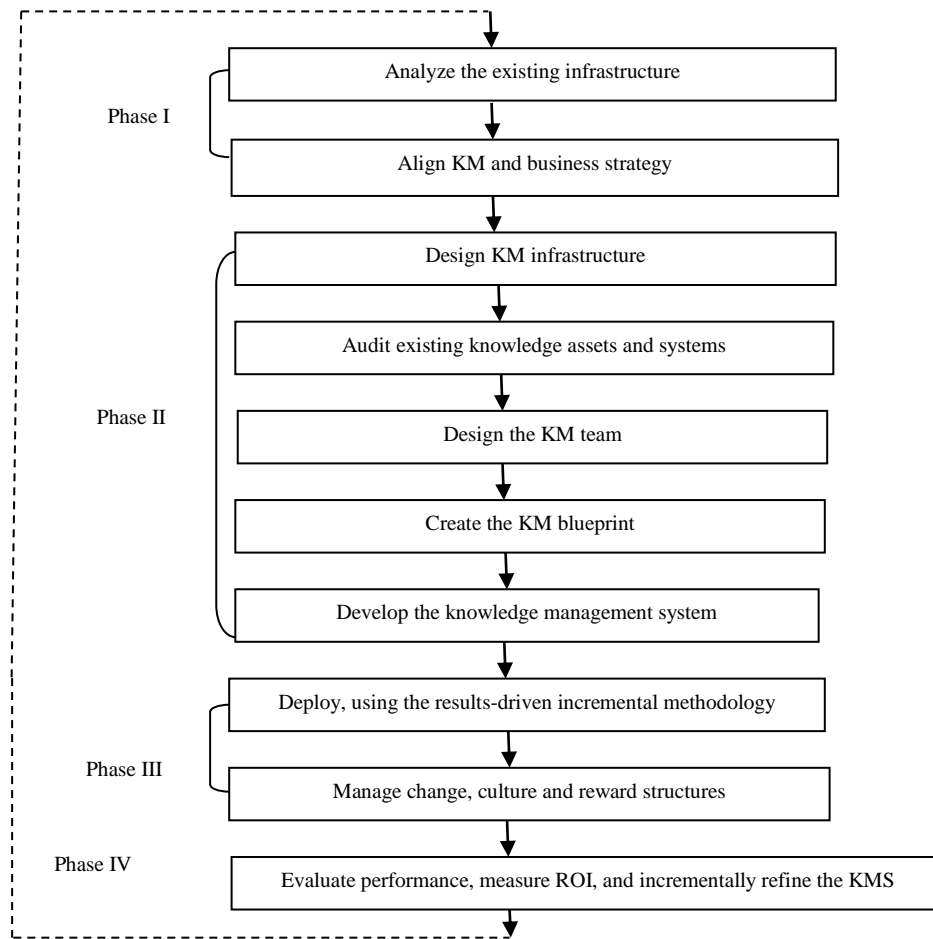 Analyze the existing infrastructure
Phase I
Align KM and business strategy
Design KM infrastructure
Audit existing knowledge assets and systems
Phase II
Design the KM team
Create the KM blueprint
Develop the knowledge management system
Deploy, using the results-driven incremental methodology
Phase III
Manage change, culture and reward structures
Phase IV
Evaluate performance, measure ROI, and incrementally refine the KMS